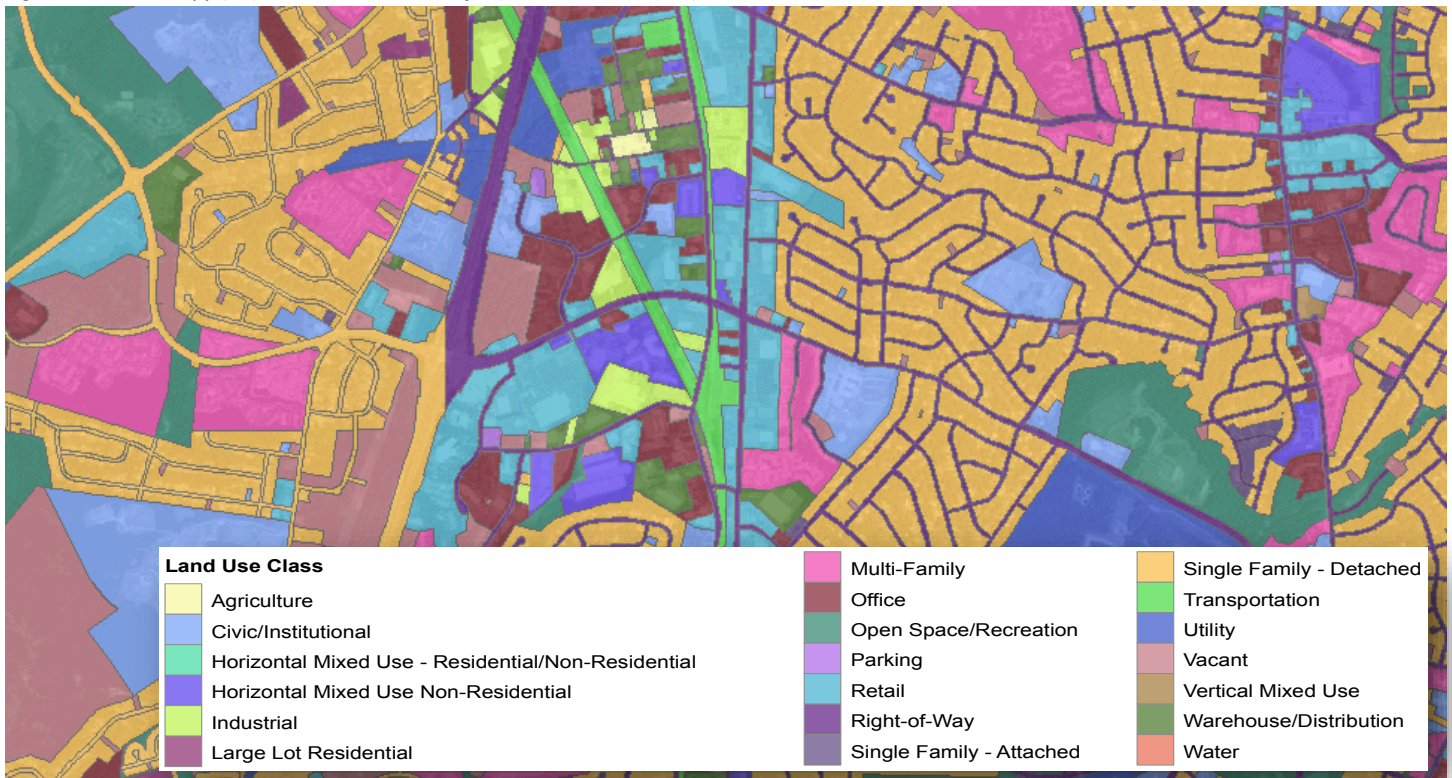 Land Use Class
Agriculture
Civic/Institutional
Horizontal Mixed Use - Residential/Non-Residential
Horizontal Mixed Use Non-Residential
Industrial
Large Lot Residential
Multi-Family
Office
Open Space/Recreation
Parking
Retail
Right-of-Way
Single Family - Attached
Single Family - Detached
Transportation
Utility
Vacant
Vertical Mixed Use
Warehouse/Distribution
Water